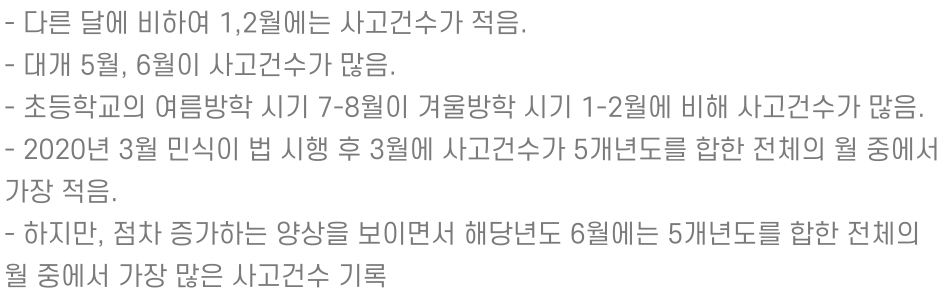 - 다른 달에 비하여 1,2월에는 사고건수가 적음.
- 대개 5월, 6월이 사고건수가 많음.
- 초등학교의 여름방학 시기 7-8월이 겨울방학 시기 1-2월에 비해 사고건수가 많음.
- 2020년 3월 민식이 법 시행 후 3월에 사고건수가 5개년도를 합한 전체의 월 중에서
가장 적음.
- 하지만, 점차 증가하는 양상을 보이면서 해당년도 6월에는 5개년도를 합한 전체의
월 중에서 가장 많은 사고건수 기록